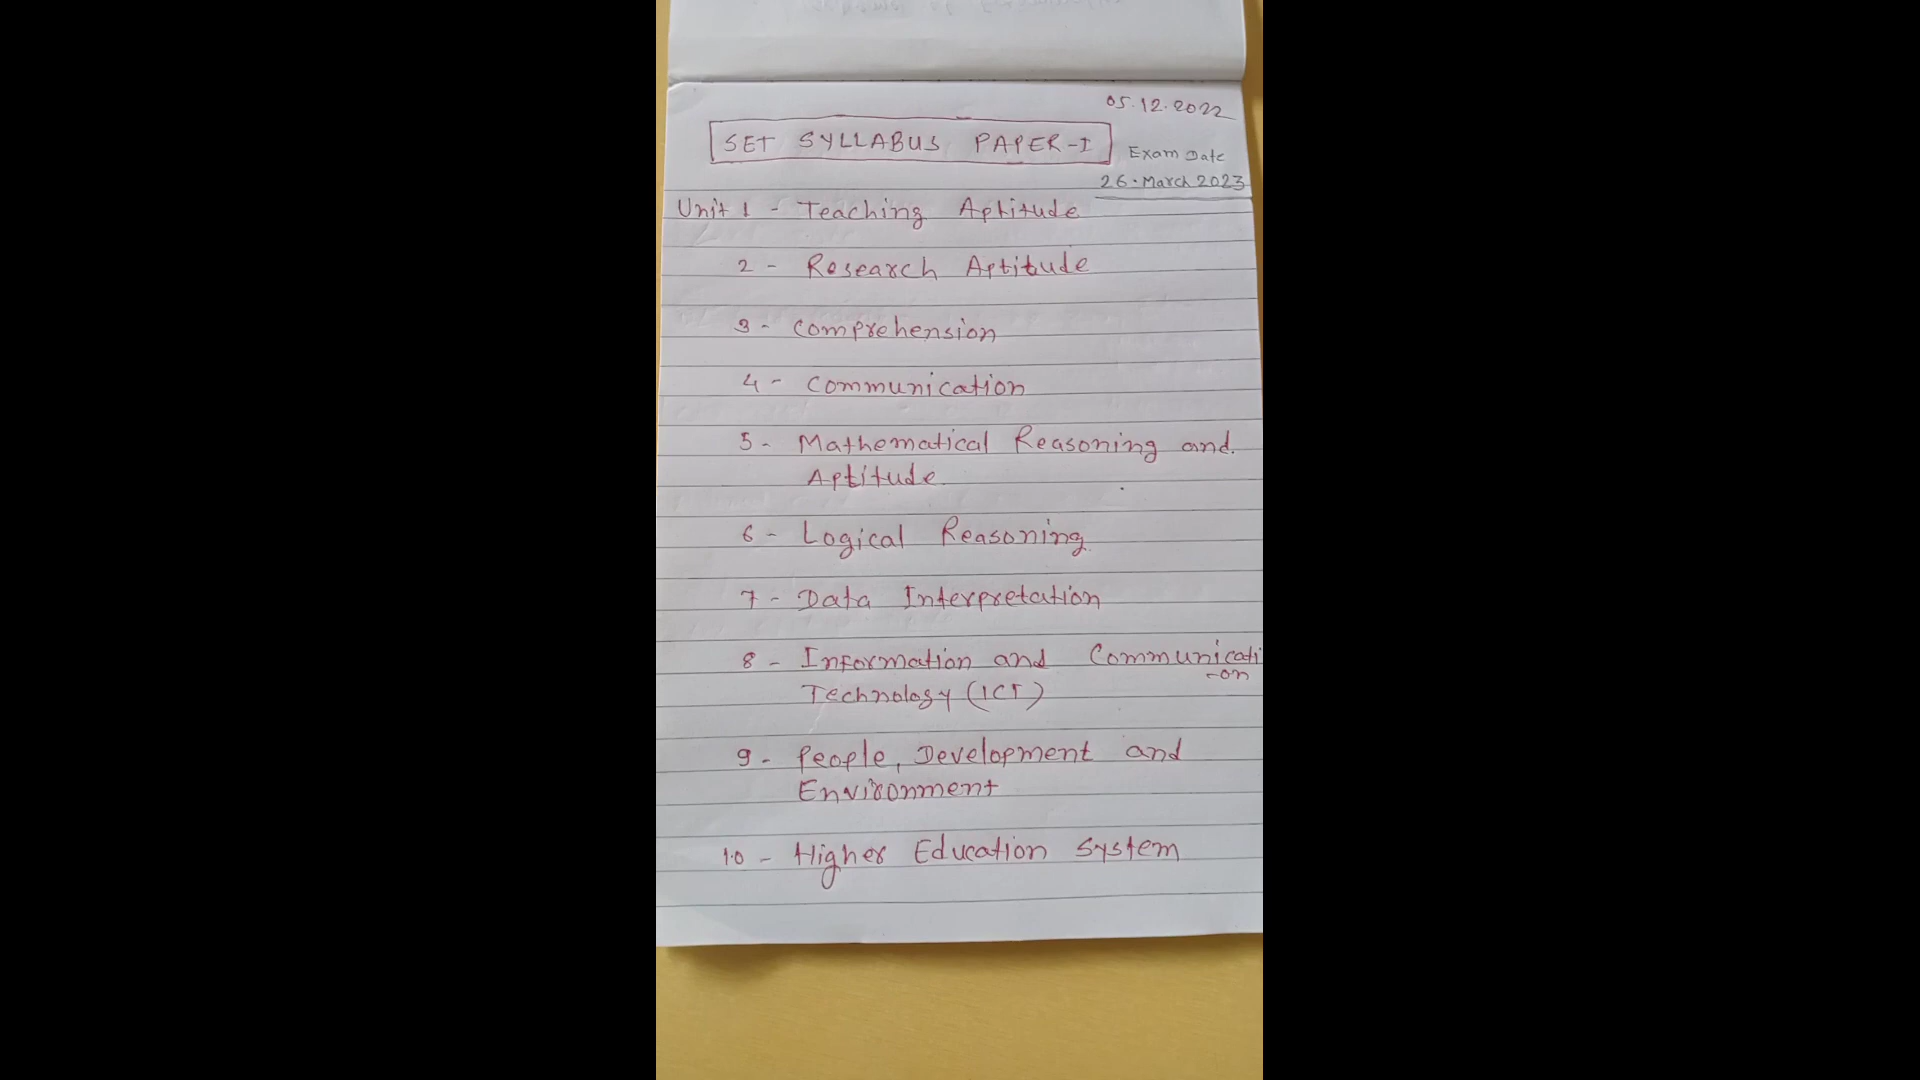 05.12.2022
SET SYLLABUS PAPER-I
Exam Date
26.March 2023
Unit 1 - Teaching Aptitude
2 - Research Aptitude
3 - Comprehension
4 - Communication
5 - Mathematical Reasoning and
Aptitude
6 - Logical Reasoning
7 - Data Interpretation
8 - Information and Communicati
-on
Technology (ICT)
9 - People, Development and
Environment
10 - Higher Education System